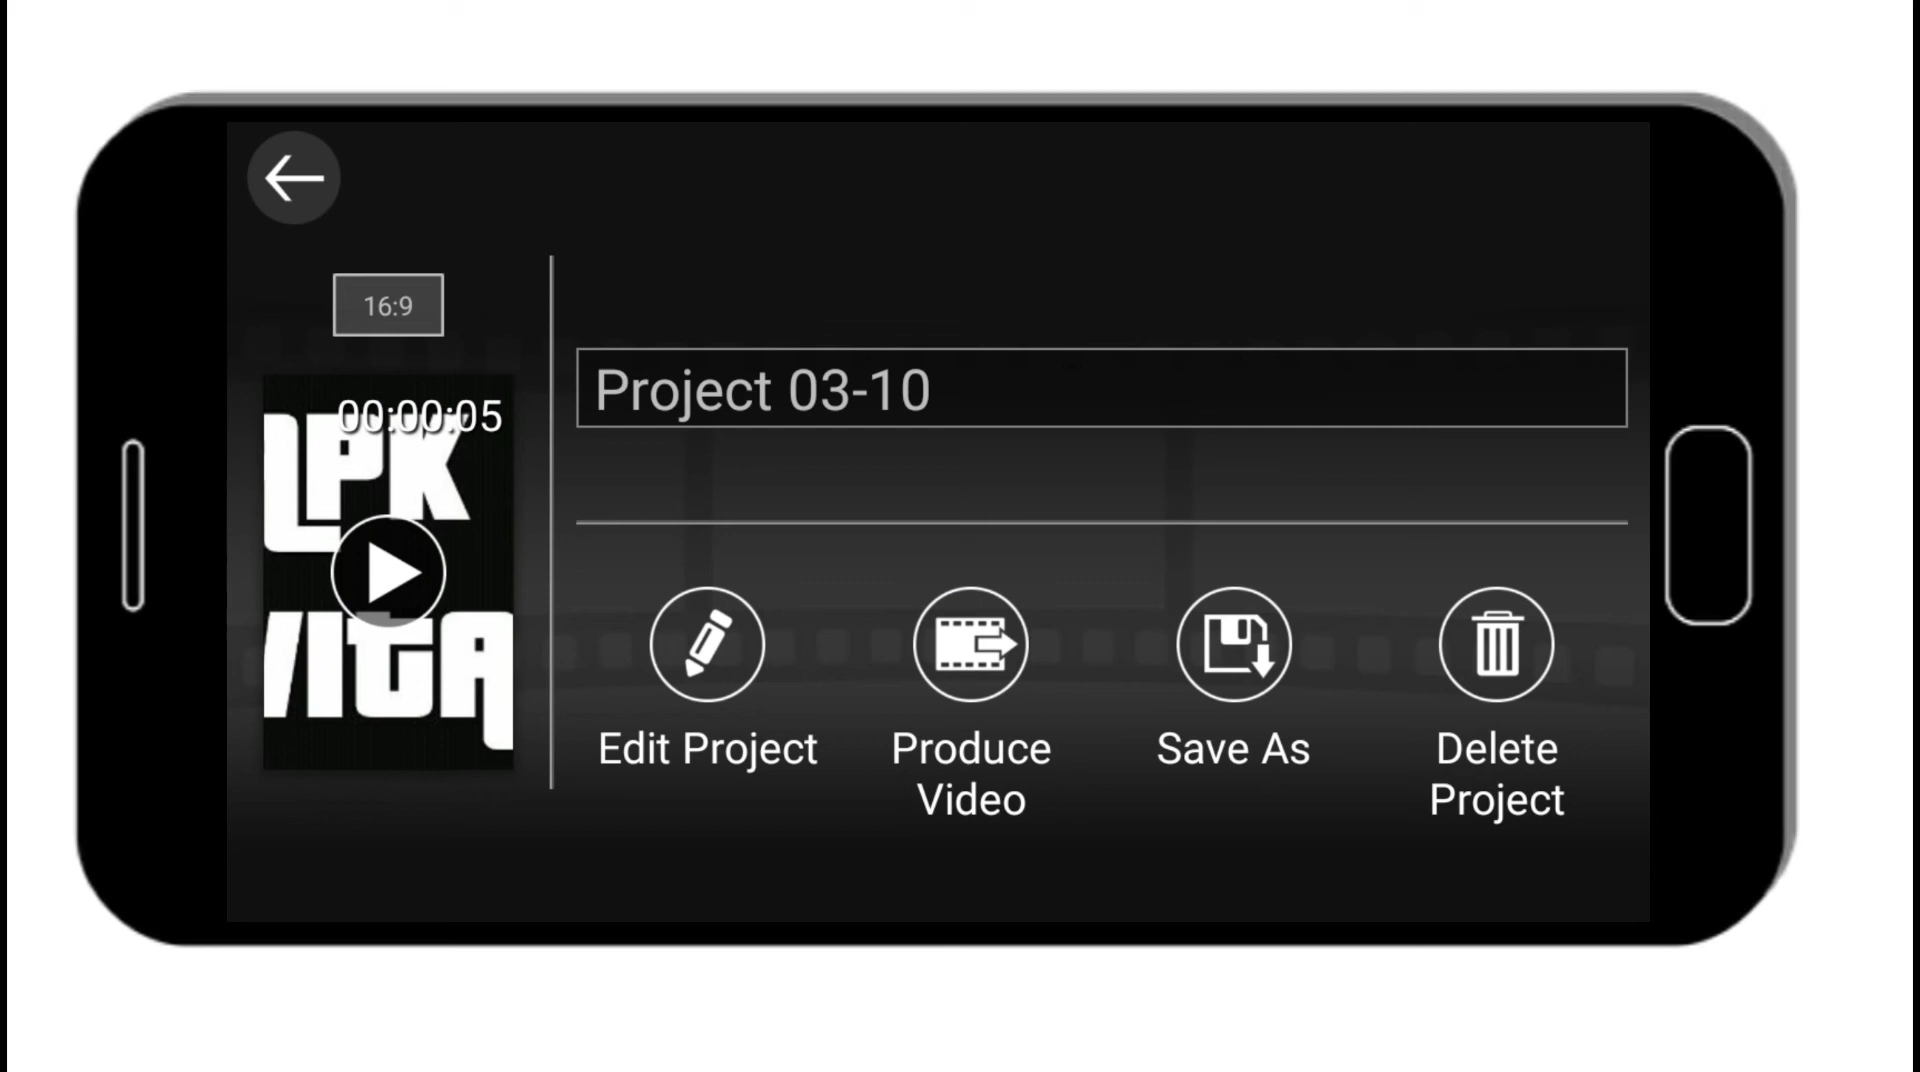 16:9
Project 03-10
00:00:05
LPK
VITA
Edit Project
Produce
Video
Save As
Delete
Project